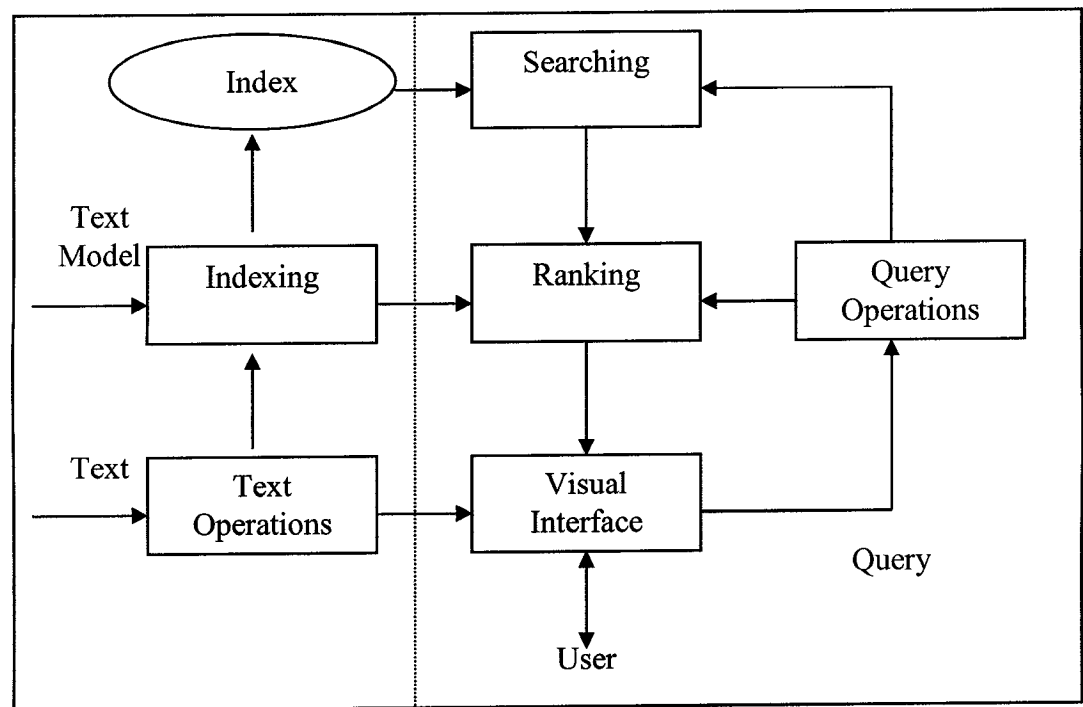 Index
Searching
Text
Model
Indexing
Ranking
Query
Operations
Text
Text
Operations
Visual
Interface
Query
User